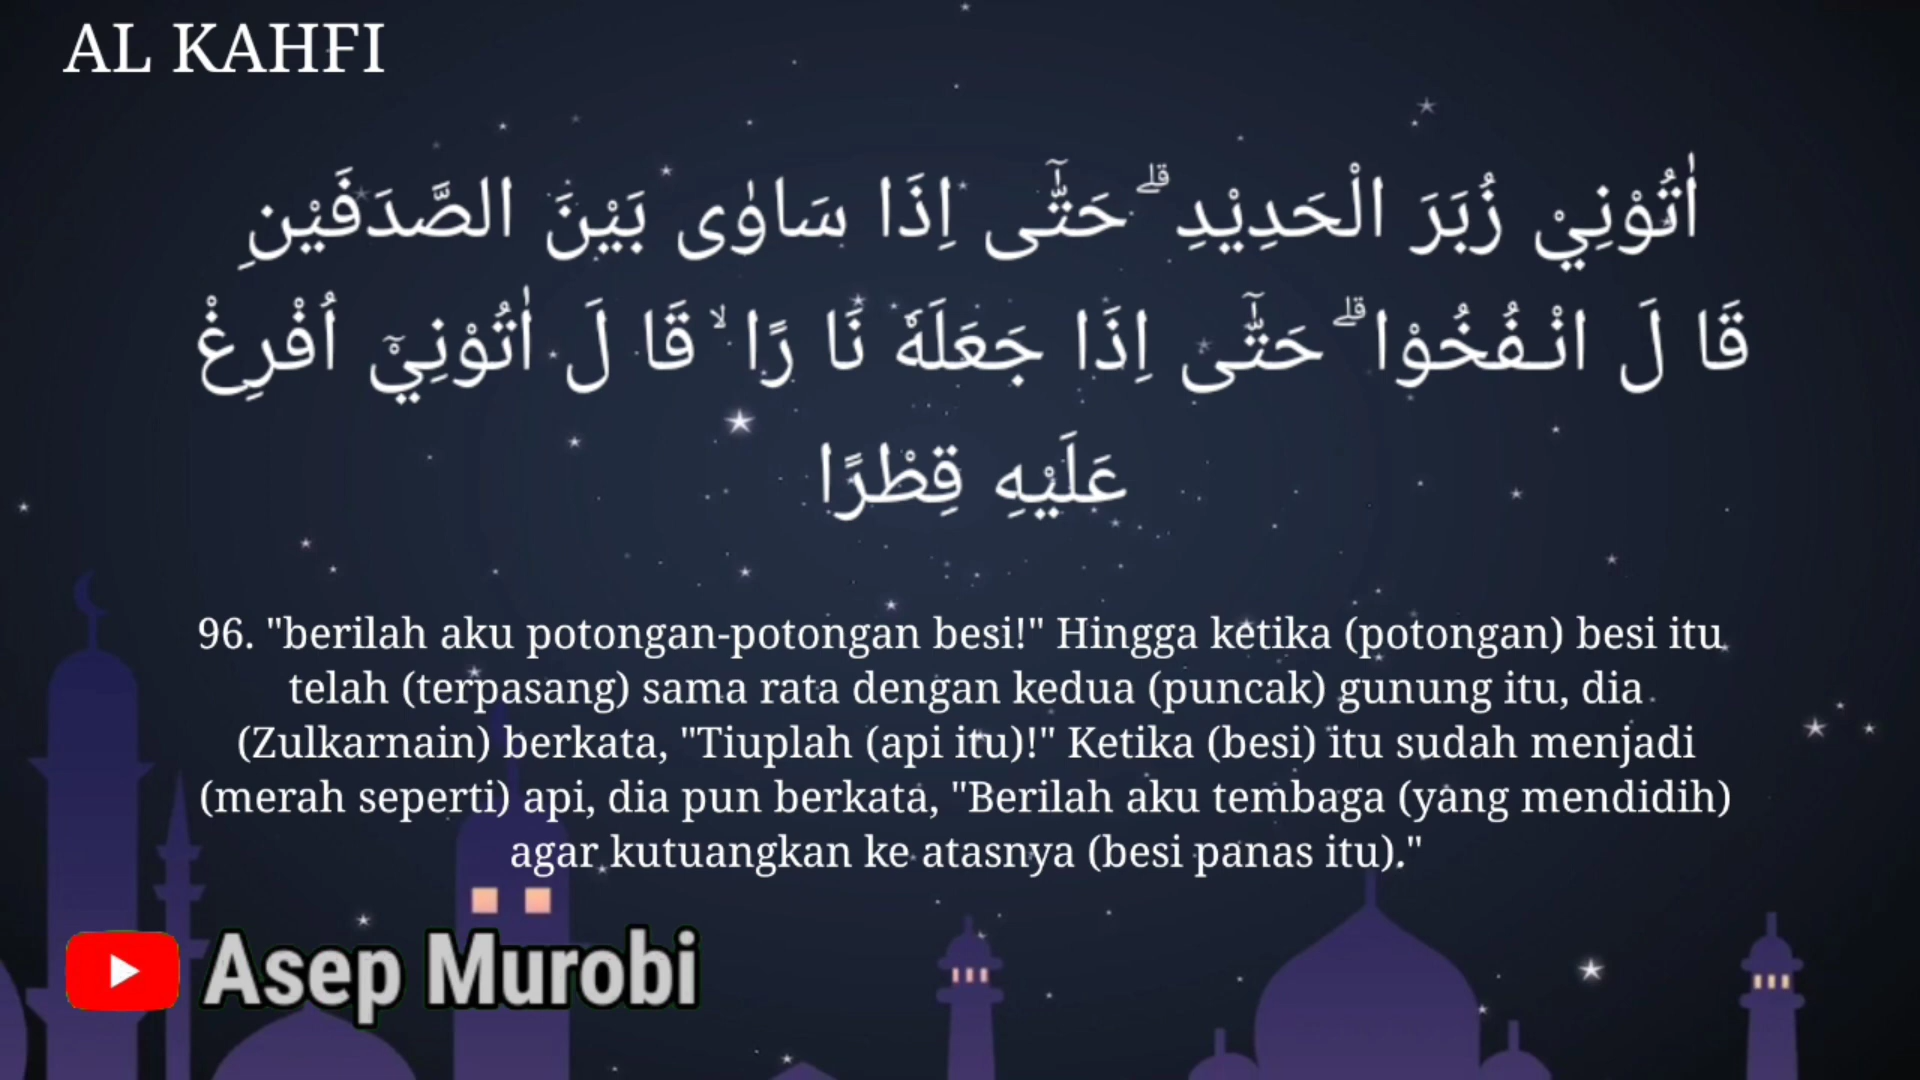 AL KAHFI
اٰتُوْنِيْ زُبَرَ الْحَدِيْدِ ۗ حَتّٰۤى اِذَا سَاوٰى بَيْنَ الصَّدَفَيْنِ
قَا لَ انْـفُخُوْا ۗ حَتّٰۤى اِذَا جَعَلَهٗ نَا رًا ۙ قَا لَ اٰتُوْنِيْۤ اُفْرِغْ
عَلَيْهِ قِطْرًا
96. "berilah aku potongan-potongan besi!" Hingga ketika (potongan) besi itu
telah (terpasang) sama rata dengan kedua (puncak) gunung itu, dia
(Zulkarnain) berkata, "Tiuplah (api itu)!" Ketika (besi) itu sudah menjadi
(merah seperti) api, dia pun berkata, "Berilah aku tembaga (yang mendidih)
agar kutuangkan ke atasnya (besi panas itu)."
Asep Murobi